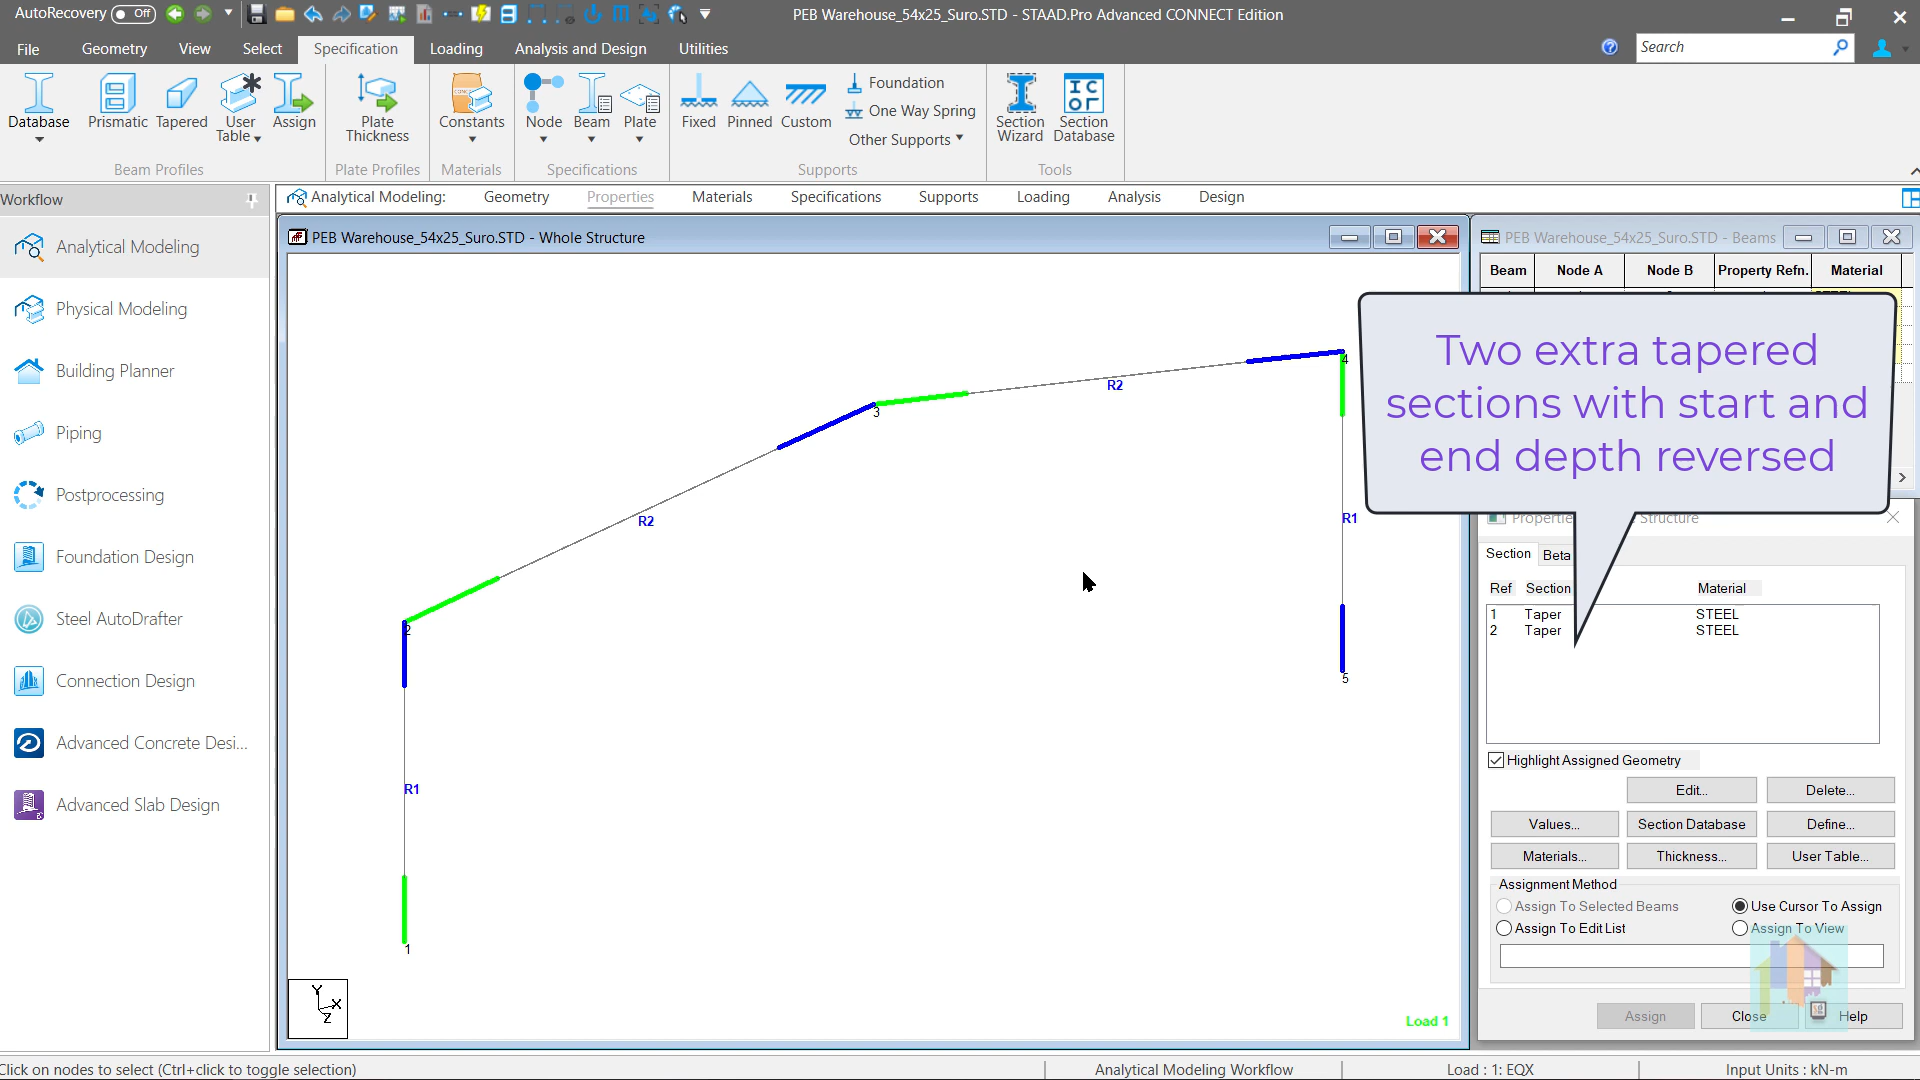 AutoRecovery Off
PEB Warehouse_54x25_Suro.STD - STAAD.Pro Advanced CONNECT Edition
File Geometry View Select Specification Loading Analysis and Design Utilities
Search
Database Prismatic Tapered User Table Assign
Beam Profiles
Plate Thickness
Plate Profiles
Constants
Materials
Node Beam Plate
Specifications
Fixed Pinned Custom
Foundation
One Way Spring
Other Supports
Supports
Section Wizard
Section Database
Tools
Workflow
Analytical Modeling
Physical Modeling
Building Planner
Piping
Postprocessing
Foundation Design
Steel AutoDrafter
Connection Design
Advanced Concrete Desi...
Advanced Slab Design
Analytical Modeling: Geometry Properties Materials Specifications Supports Loading Analysis Design
PEB Warehouse_54x25_Suro.STD - Whole Structure
4
R2
3
R2
R1
2
5
R1
1
Y
X
Z
Load 1
PEB Warehouse_54x25_Suro.STD - Beams
Beam Node A Node B Property Refn. Material
Two extra tapered
sections with start and
end depth reversed
Structure
Section Beta
Ref Section Material
1 Taper STEEL
2 Taper STEEL
Highlight Assigned Geometry
Edit... Delete...
Values... Section Database Define...
Materials... Thickness... User Table...
Assignment Method
Assign To Selected Beams Use Cursor To Assign
Assign To Edit List Assign To View
Assign Close Help
Click on nodes to select (Ctrl+click to toggle selection)
Analytical Modeling Workflow
Load : 1: EQX
Input Units : kN-m